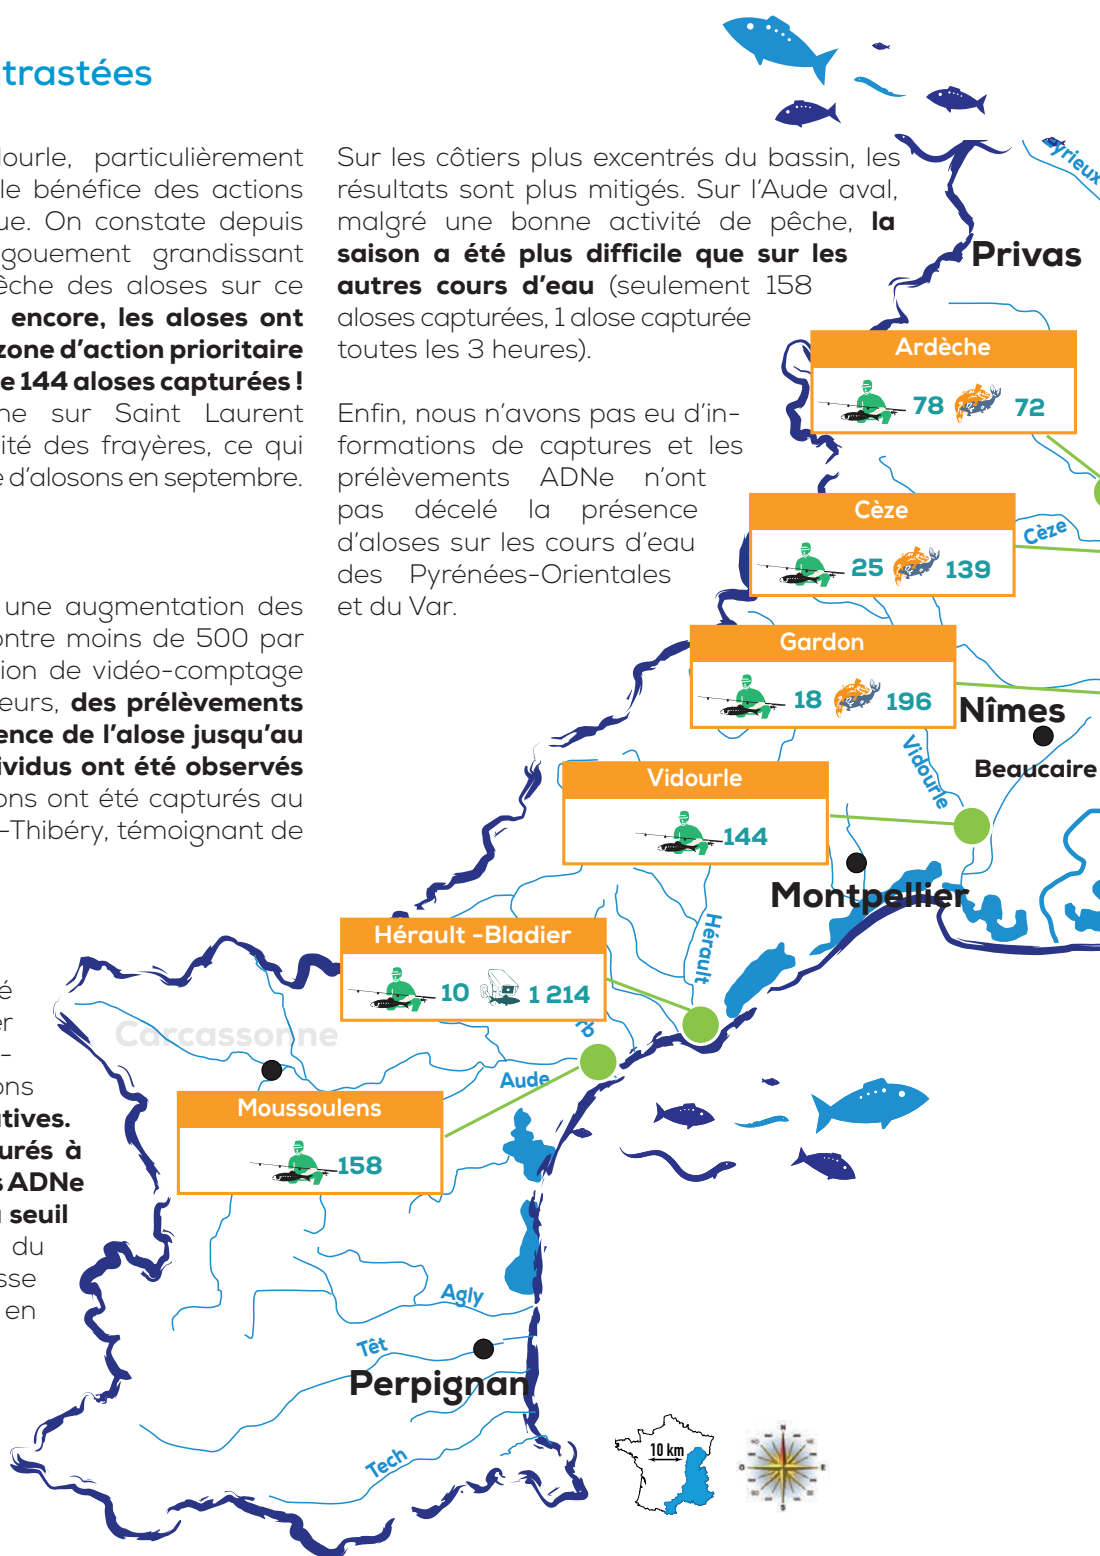 trastées
ourle, particulièrement
le bénéfice des actions
ue. On constate depuis
gouement grandissant
êche des aloses sur ce
encore, les aloses ont
zone d'action prioritaire
e 144 aloses capturées !
ne sur Saint Laurent
ité des frayères, ce qui
e d'alosons en septembre.
une augmentation des
ontre moins de 500 par
ion de vidéo-comptage
eurs, des prélèvements
ence de l'alose jusqu'au
ividus ont été observés
ons ont été capturés au
-Thibéry, témoignant de
é
er
-
ons
atives.
urés à
s ADNe
seuil
du
sse
en
Sur les côtiers plus excentrés du bassin, les
résultats sont plus mitigés. Sur l'Aude aval,
malgré une bonne activité de pêche, la
saison a été plus difficile que sur les
autres cours d'eau (seulement 158
aloses capturées, 1 alose capturée
toutes les 3 heures).
Enfin, nous n'avons pas eu d'in-
formations de captures et les
prélèvements ADNe n'ont
pas décelé la présence
d'aloses sur les cours d'eau
des Pyrénées-Orientales
et du Var.
Eyrieux
Privas
Ardèche
78 72
Cèze
25 139
Cèze
Gardon
18 196
Nîmes
Beaucaire
Vidourle
Vidourle
144
Montpellier
Hérault
Hérault -Bladier
10 1 214
rb
Carcassonne
Aude
Moussoulens
158
Agly
Têt
Perpignan
Tech
10 km
N
E
S
O